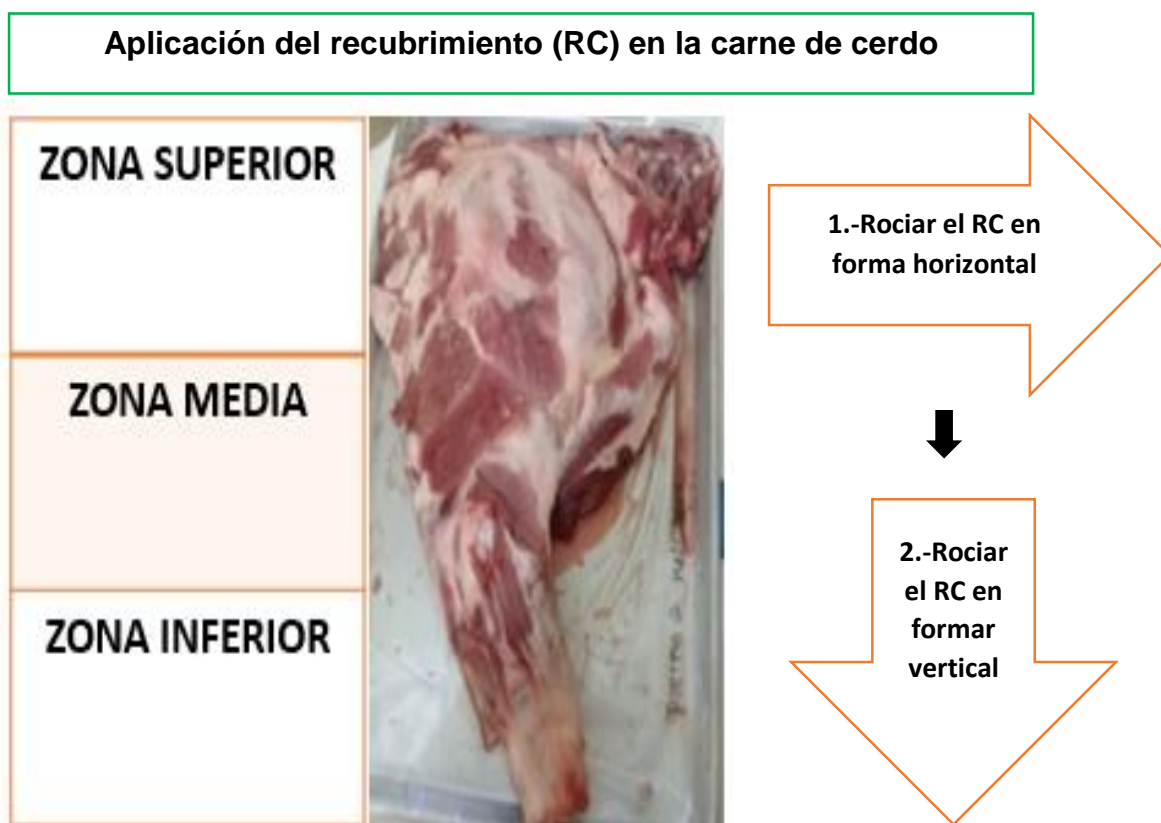 Aplicación del recubrimiento (RC) en la carne de cerdo
ZONA SUPERIOR
ZONA MEDIA
ZONA INFERIOR
1.-Rociar el RC en
forma horizontal
2.-Rociar
el RC en
formar
vertical